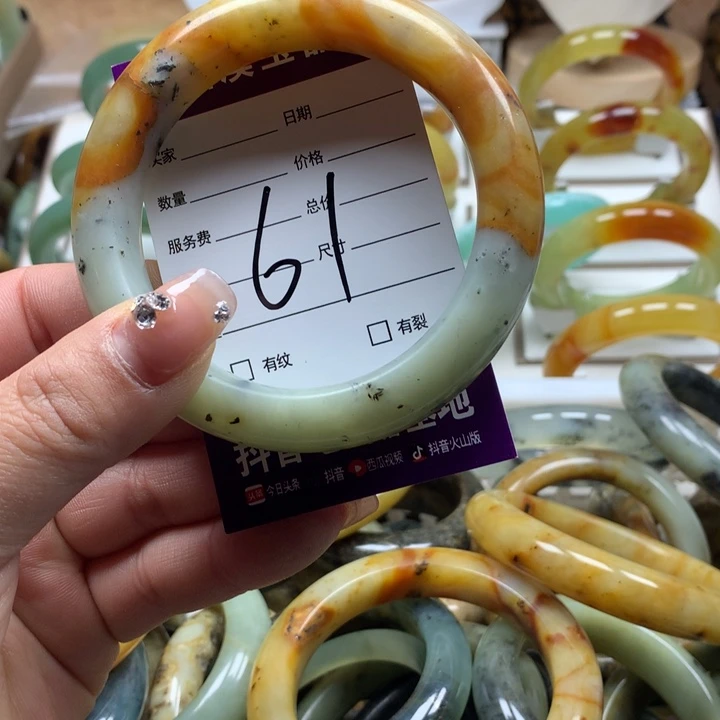 日期
买家 价格
数量 总价
服务费 尺寸
61
有纹 有裂
抖音
今日头条 抖音 西瓜视频 抖音火山版